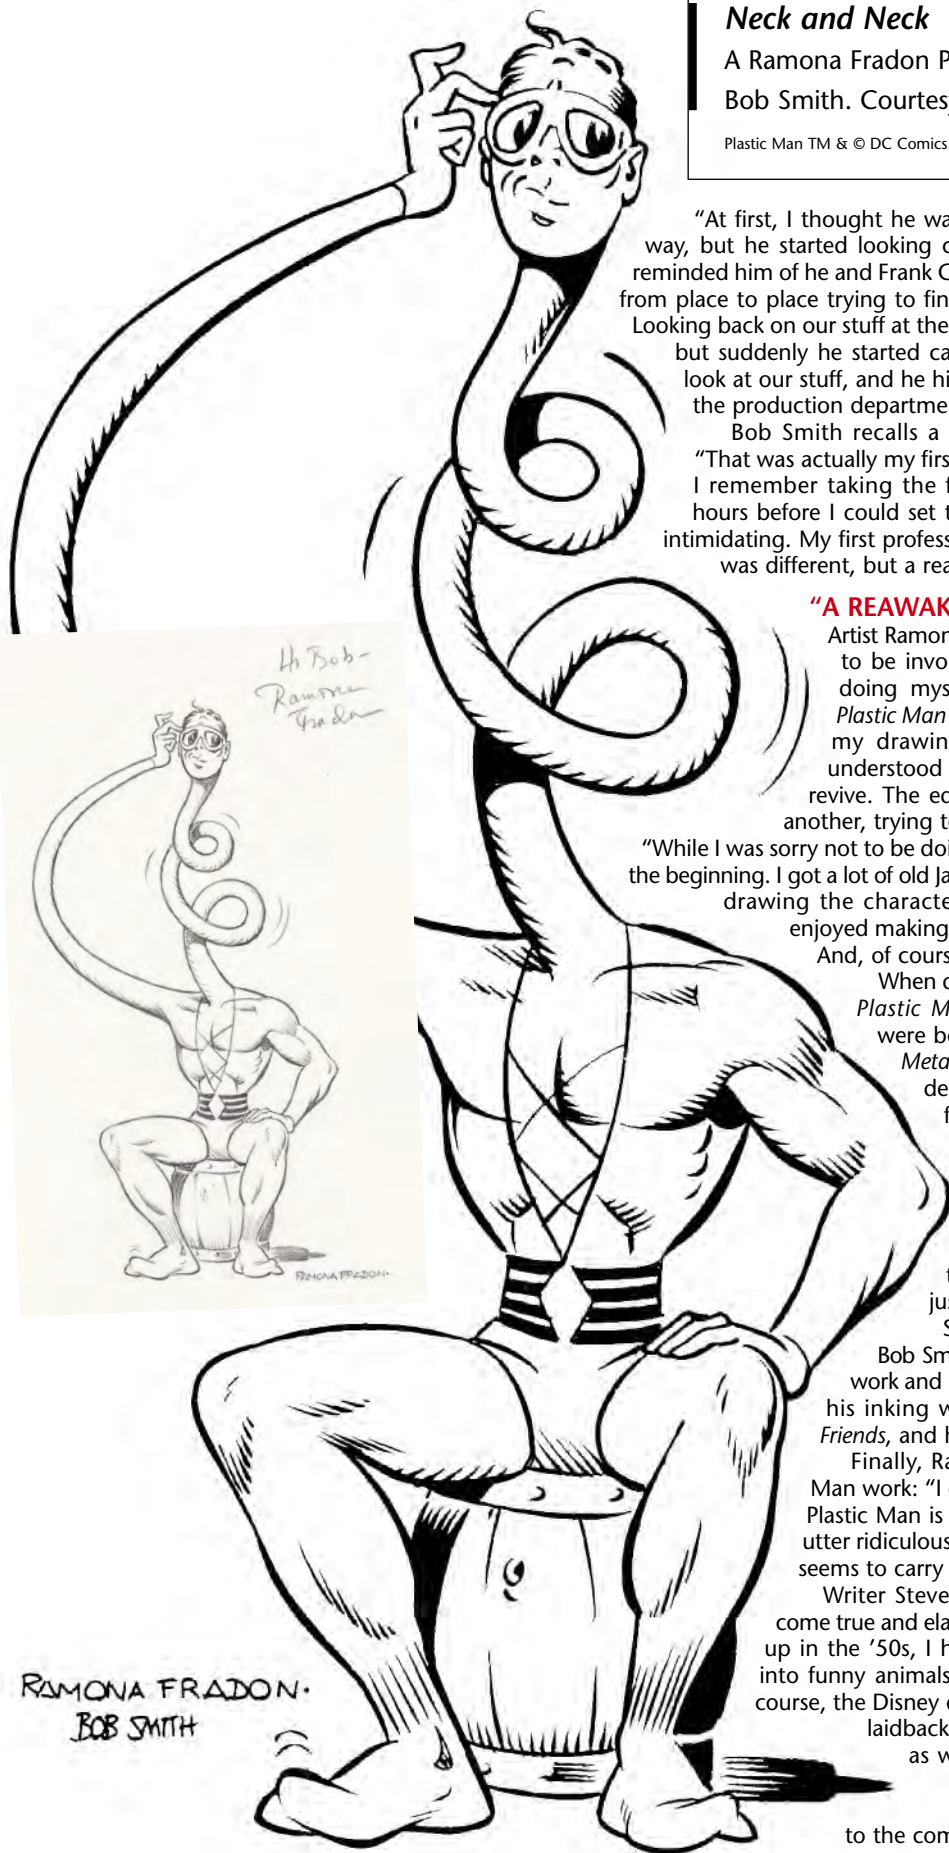 Neck and Neck
A Ramona Fradon P
Bob Smith. Courtesy
Plastic Man TM & © DC Comics.
“At first, I thought he wa
way, but he started looking
reminded him of he and Frank
from place to place trying to fin
Looking back on our stuff at the
but suddenly he started ca
look at our stuff, and he hi
the production departme
Bob Smith recalls a
“That was actually my first
I remember taking the f
hours before I could set t
intimidating. My first profess
was different, but a rea
“A REAWAK
Artist Ramon
to be invo
doing mys
Plastic Man
my drawin
understood
revive. The ed
another, trying to
“While I was sorry not to be doi
the beginning. I got a lot of old Ja
drawing the characte
enjoyed making
And, of cours
When
Plastic M
were be
Meta
de
f
t
jus
S
Bob Sm
work and
his inking w
Friends, and h
Finally, Ra
Man work: “I
Plastic Man is
utter ridiculous
seems to carry
Writer Steve
come true and ela
up in the ’50s, I h
into funny animals
course, the Disney
laidback
as w
to the com
Hi Bob-
Ramona
Fradon
RAMONA FRADON.
RAMONA FRADON.
BOB SMITH